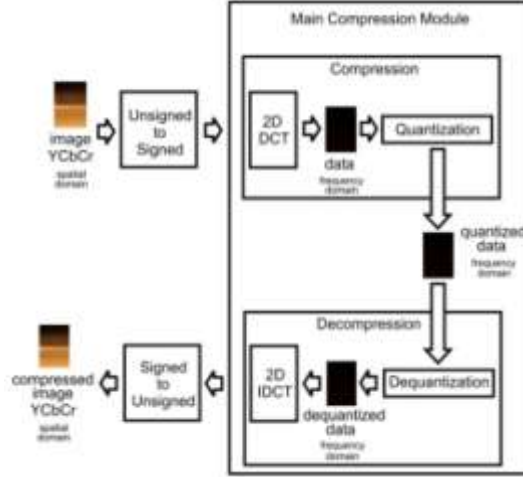 Main Compression Module
Compression
image
YCbCr
spatial
domain
Unsigned
to
Signed
2D
DCT
data
frequency
domain
Quantization
quantized
data
frequency
domain
Decompression
compressed
image
YCbCr
spatial
domain
Signed
to
Unsigned
2D
IDCT
dequantized
data
frequency
domain
Dequantization